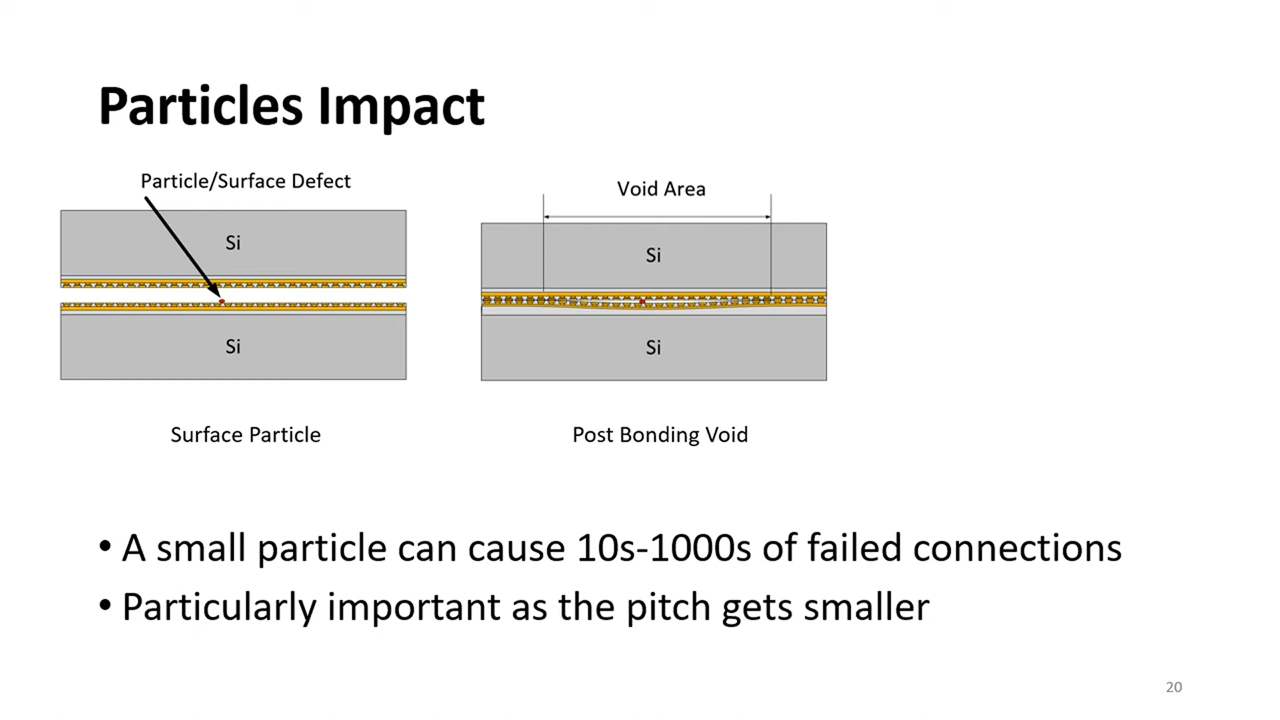 Particles Impact
Particle/Surface Defect
Si
Si
Surface Particle
Void Area
Si
Si
Post Bonding Void
• A small particle can cause 10s-1000s of failed connections
• Particularly important as the pitch gets smaller
20